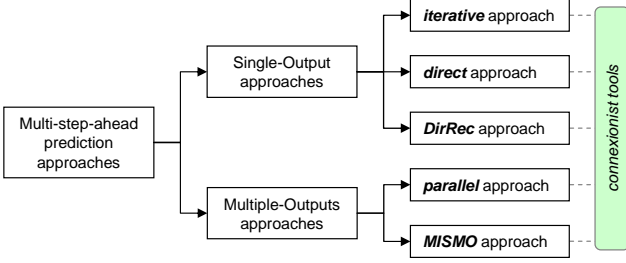 Multi-step-ahead
prediction
approaches
Single-Output
approaches
Multiple-Outputs
approaches
iterative approach
direct approach
DirRec approach
parallel approach
MISMO approach
connexionist tools